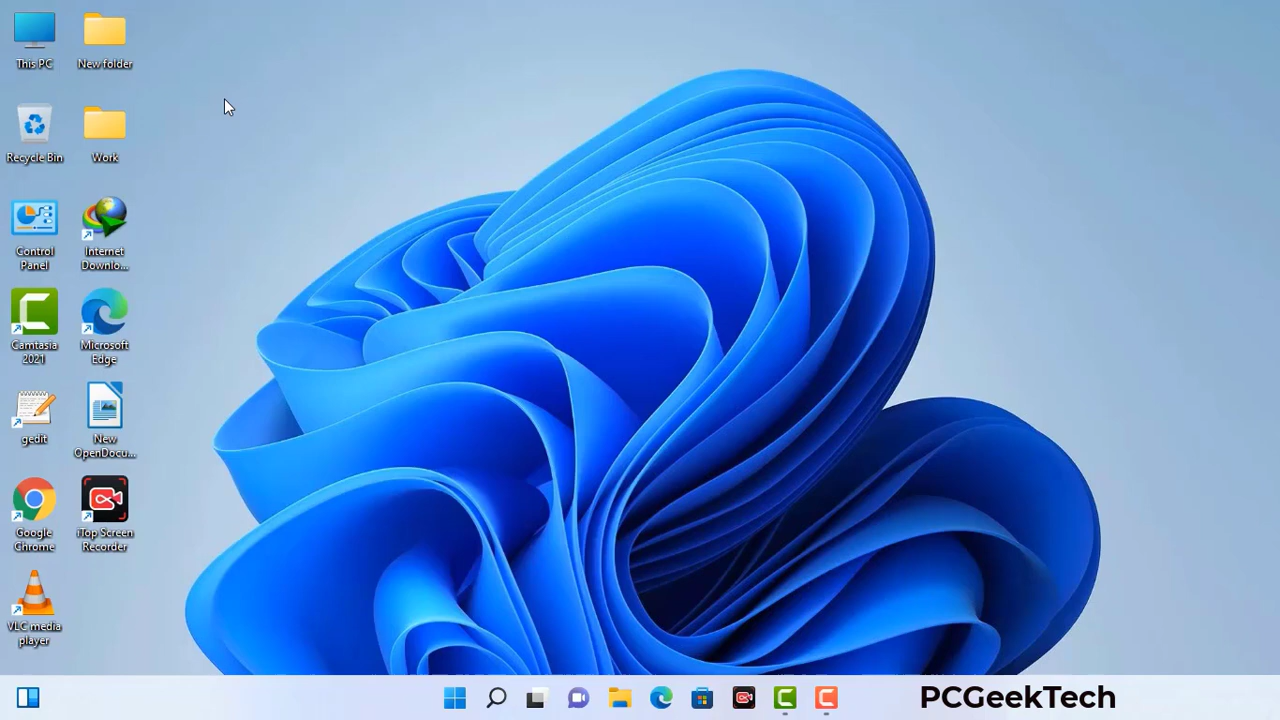 This PC
New folder
Recycle Bin
Work
Control
Panel
Internet
Downlo...
Camtasia
2021
Microsoft
Edge
gedit
New
OpenDocu...
Google
Chrome
iTop Screen
Recorder
VLC media
player
PCGeekTech